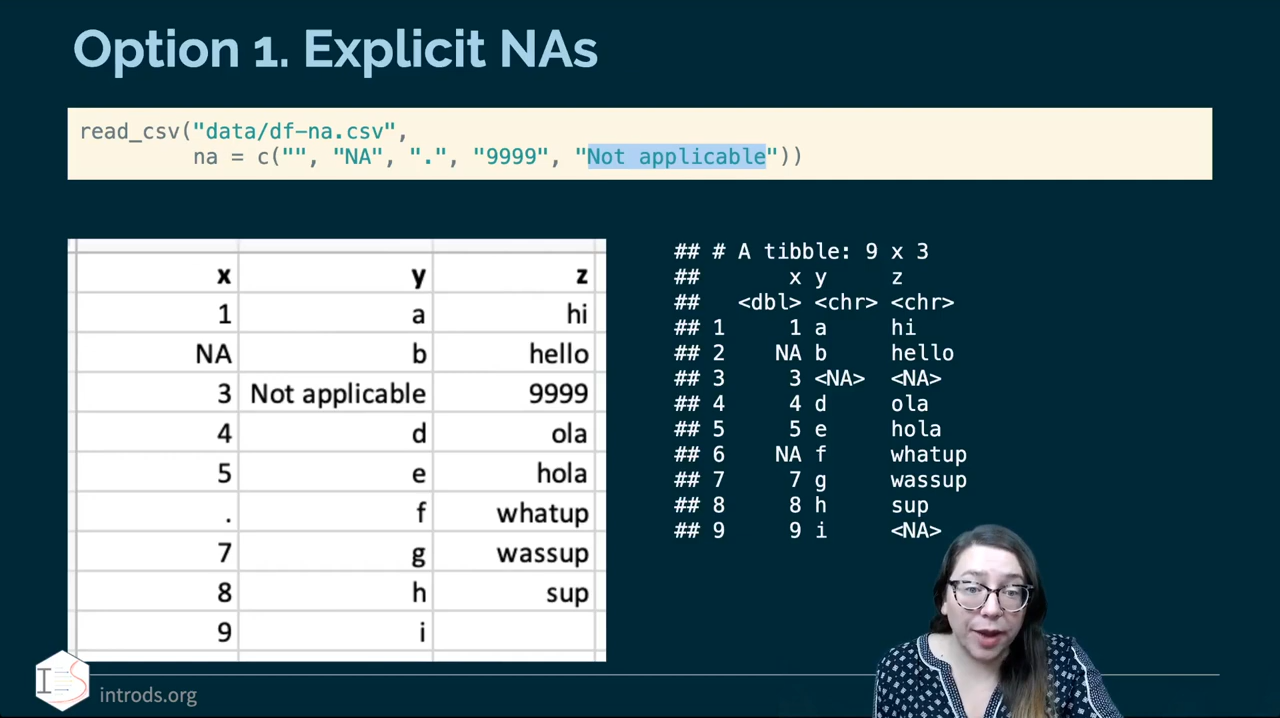 Option 1. Explicit NAs
read_csv("data/df-na.csv",
na = c("", "NA", ".", "9999", "Not applicable"))
x y z
1 a hi
NA b hello
3 Not applicable 9999
4 d ola
5 e hola
. f whatup
7 g wassup
8 h sup
9 i
## # A tibble: 9 x 3
## x y z
## <dbl> <chr> <chr>
## 1 1 a hi
## 2 NA b hello
## 3 3 <NA> <NA>
## 4 4 d ola
## 5 5 e hola
## 6 NA f whatup
## 7 7 g wassup
## 8 8 h sup
## 9 9 i <NA>
IDS
introds.org